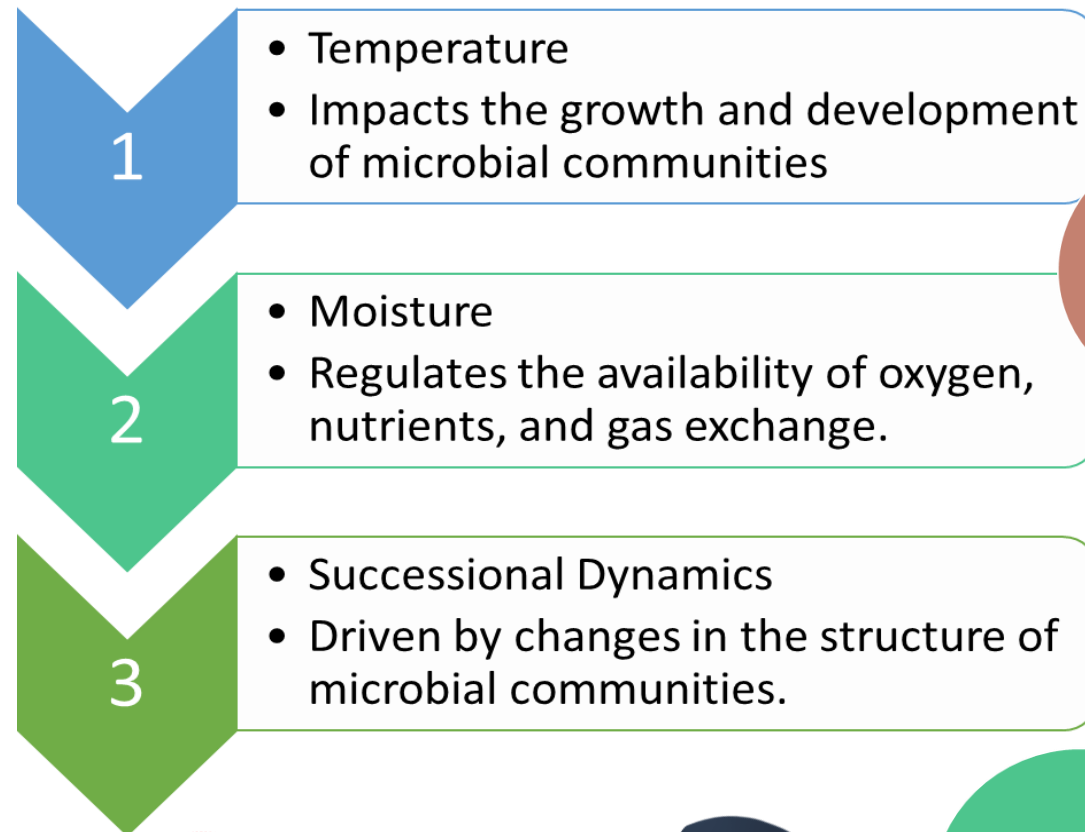 1
• Temperature
• Impacts the growth and development
of microbial communities
2
• Moisture
• Regulates the availability of oxygen,
nutrients, and gas exchange.
3
• Successional Dynamics
• Driven by changes in the structure of
microbial communities.